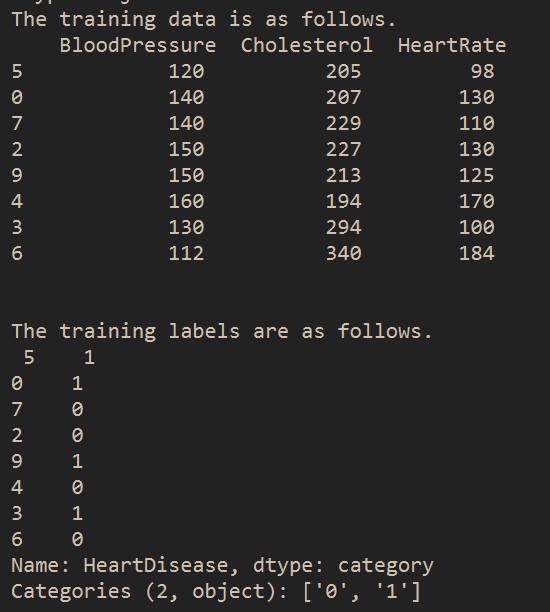 The training data is as follows.
BloodPressure Cholesterol HeartRate
5 120 205 98
0 140 207 130
7 140 229 110
2 150 227 130
9 150 213 125
4 160 194 170
3 130 294 100
6 112 340 184
The training labels are as follows.
5 1
0 1
7 0
2 0
9 1
4 0
3 1
6 0
Name: HeartDisease, dtype: category
Categories (2, object): ['0', '1']